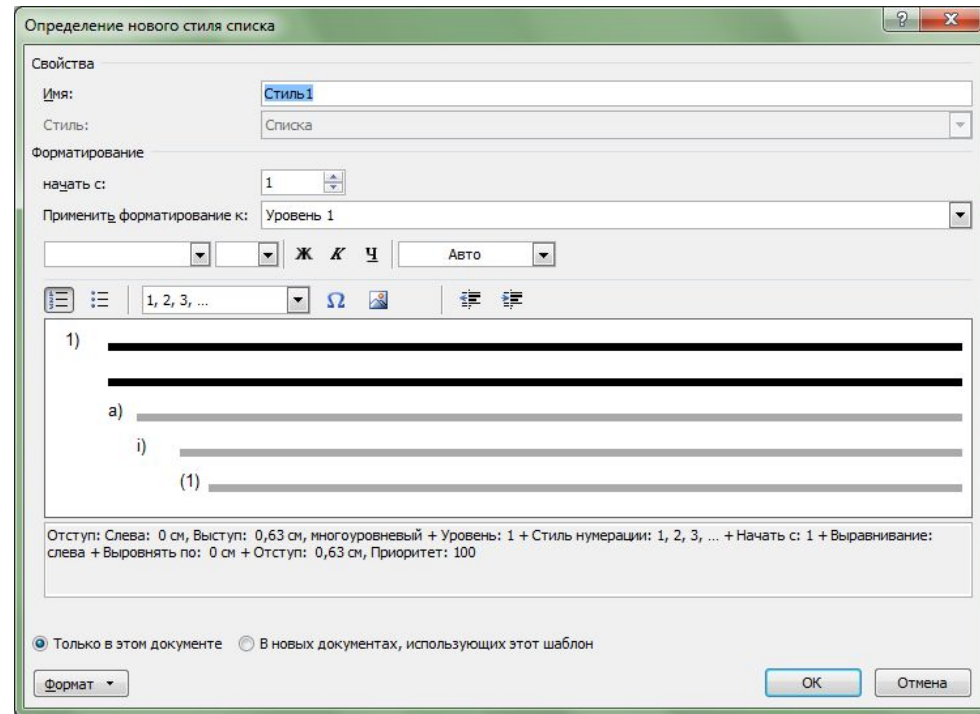 Определение нового стиля списка
Свойства
Имя: Стиль1
Стиль: Списка
Форматирование
начать с: 1
Применить форматирование к: Уровень 1
Ж К Ч Авто
1, 2, 3, ... Ω
1)
a)
i)
(1)
Отступ: Слева: 0 см, Выступ: 0,63 см, многоуровневый + Уровень: 1 + Стиль нумерации: 1, 2, 3, ... + Начать с: 1 + Выравнивание:
слева + Выровнять по: 0 см + Отступ: 0,63 см, Приоритет: 100
Только в этом документе В новых документах, использующих этот шаблон
Формат ОК Отмена